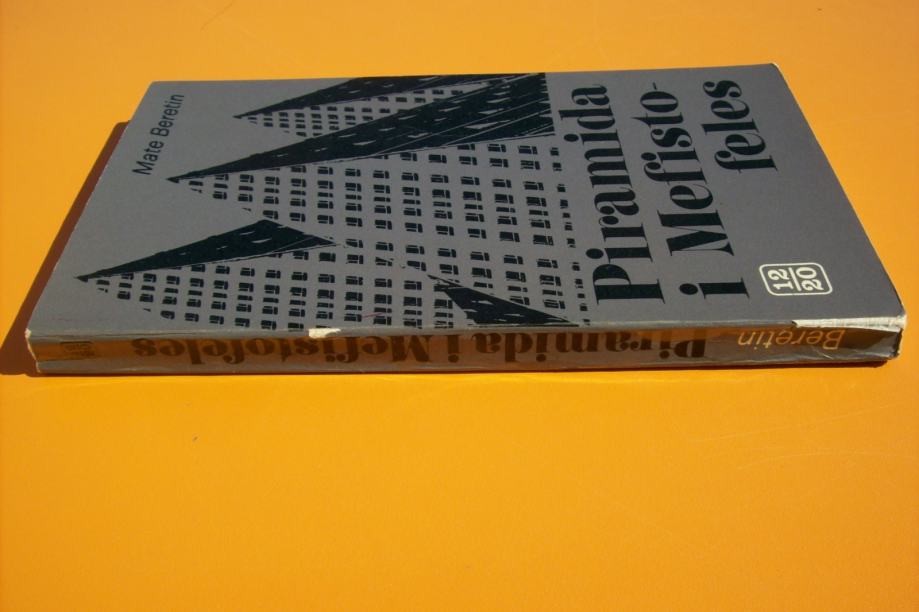 Mate Beretin
Piramida
i Mefisto-
feles
12
20
Beretin
Piramida i Mefistofeles